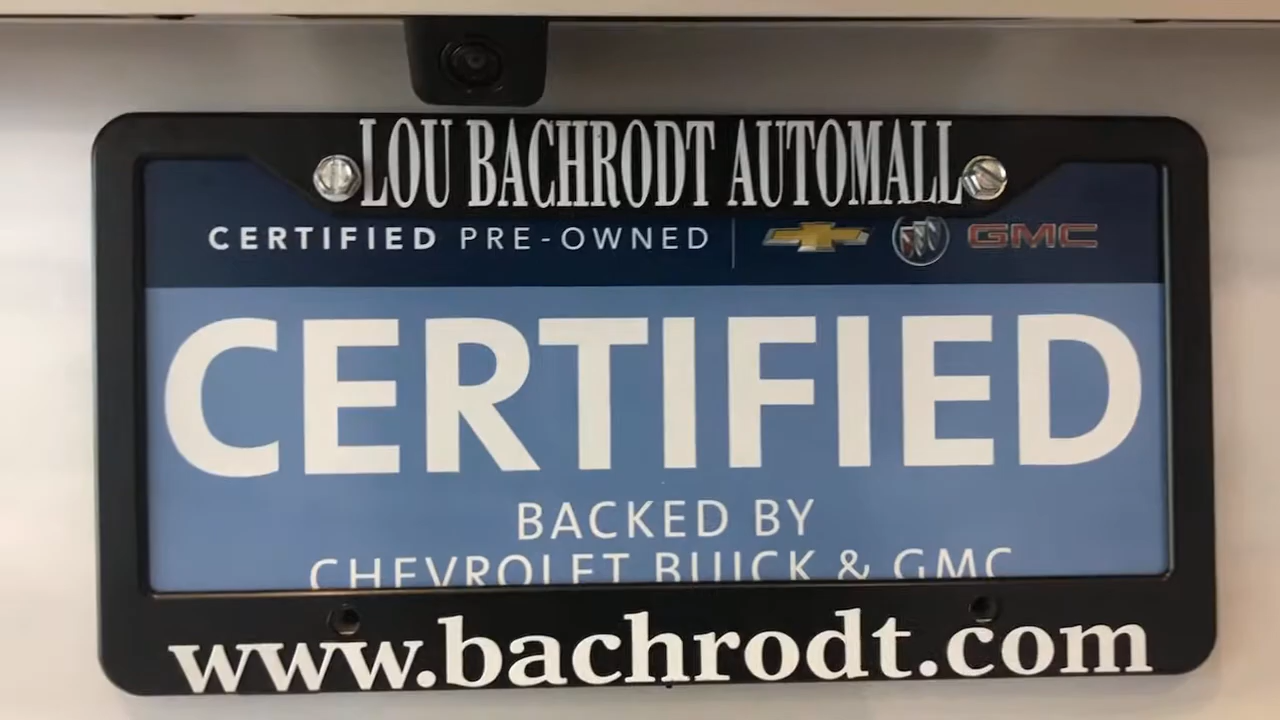 LOU BACHRODT AUTOMALL
CERTIFIED PRE-OWNED GMC
CERTIFIED
BACKED BY
CHEVROLET BUICK & GMC
www.bachrodt.com